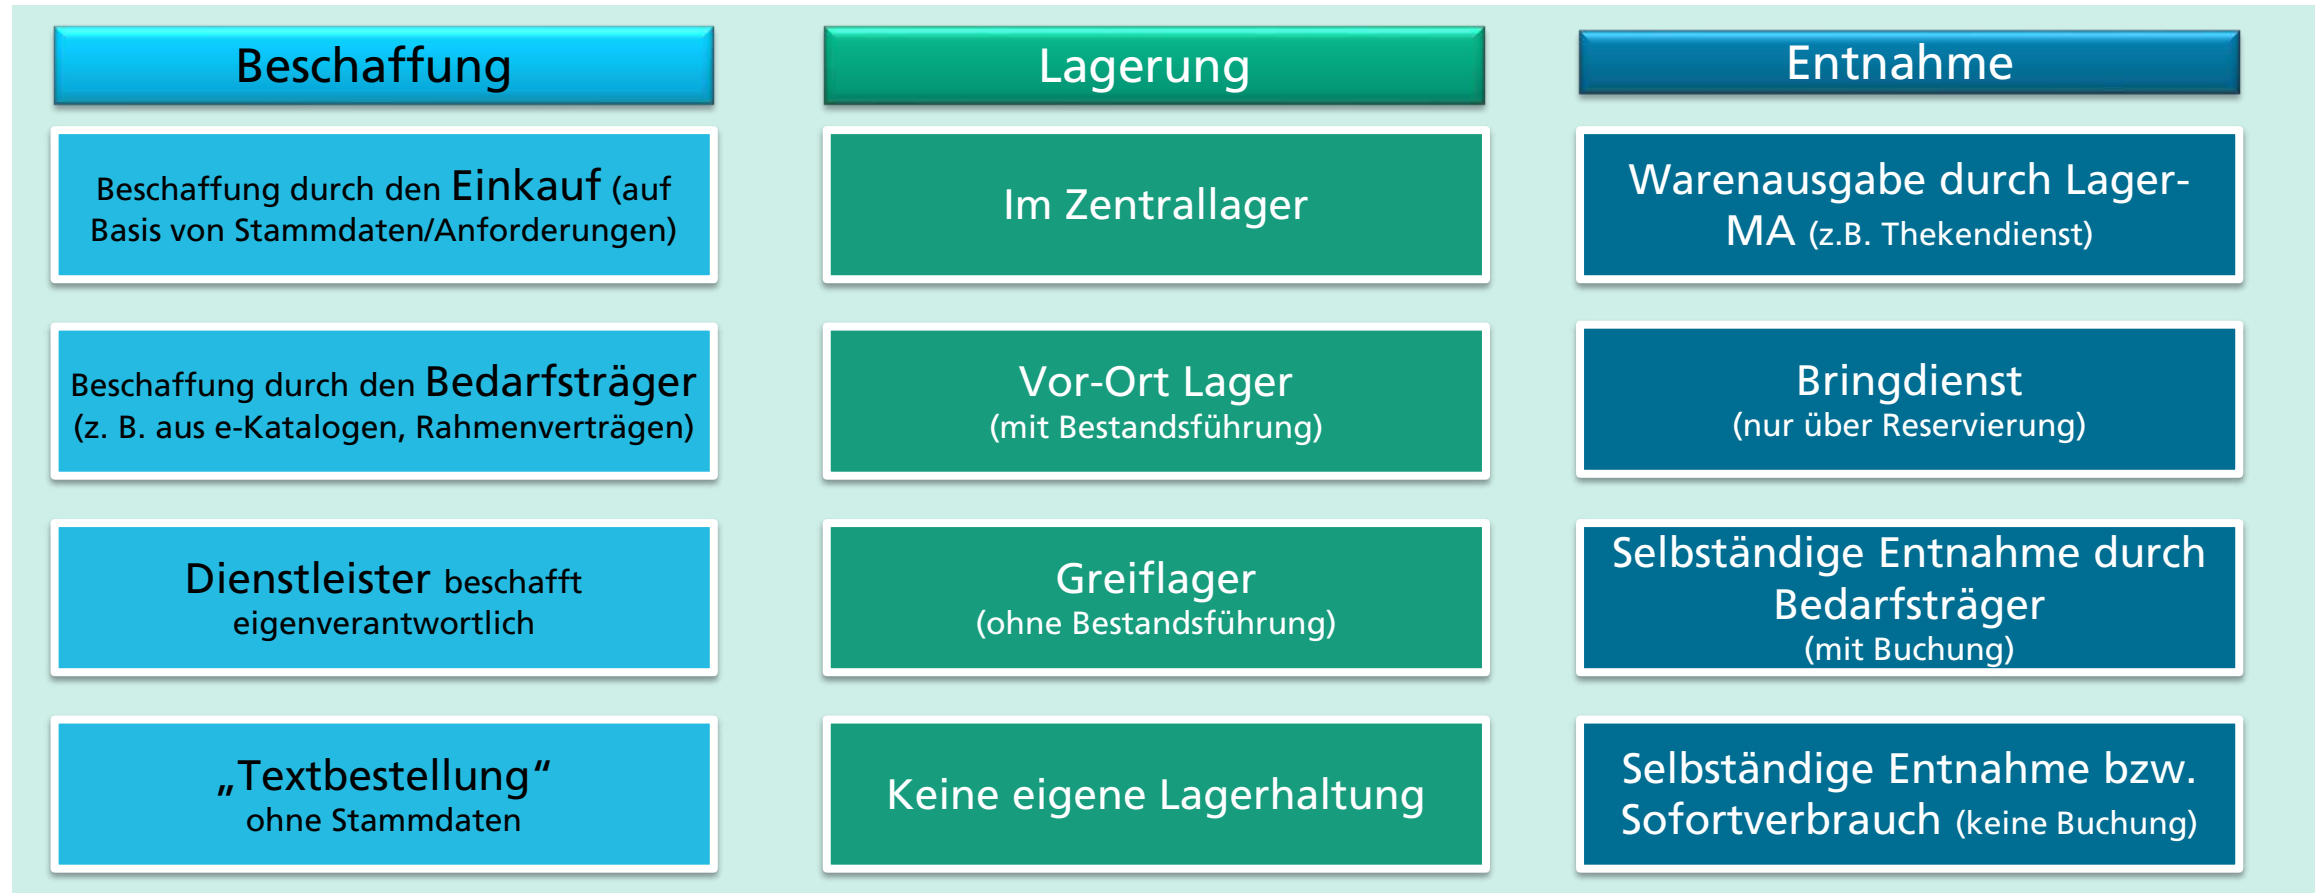 Beschaffung
Beschaffung durch den Einkauf (auf
Basis von Stammdaten/Anforderungen)
Beschaffung durch den Bedarfsträger
(z. B. aus e-Katalogen, Rahmenverträgen)
Dienstleister beschafft
eigenverantwortlich
„Textbestellung“
ohne Stammdaten
Lagerung
Im Zentrallager
Vor-Ort Lager
(mit Bestandsführung)
Greiflager
(ohne Bestandsführung)
Keine eigene Lagerhaltung
Entnahme
Warenausgabe durch Lager-
MA (z.B. Thekendienst)
Bringdienst
(nur über Reservierung)
Selbständige Entnahme durch
Bedarfsträger
(mit Buchung)
Selbständige Entnahme bzw.
Sofortverbrauch (keine Buchung)